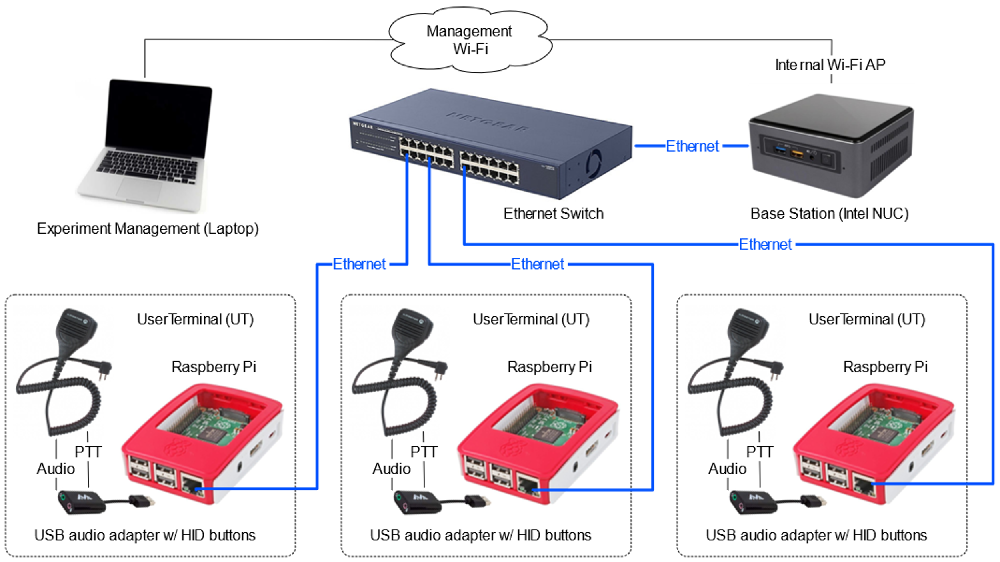 Management
Wi-Fi
Internal Wi-Fi AP
NETGEAR
NETGEAR
Ethernet
Ethernet Switch
Base Station (Intel NUC)
Experiment Management (Laptop)
Ethernet
Ethernet
Ethernet
UserTerminal (UT)
UserTerminal (UT)
UserTerminal (UT)
Raspberry Pi
Raspberry Pi
Raspberry Pi
PTT
PTT
PTT
Audio
Audio
Audio
USB audio adapter w/ HID buttons
USB audio adapter w/ HID buttons
USB audio adapter w/ HID buttons